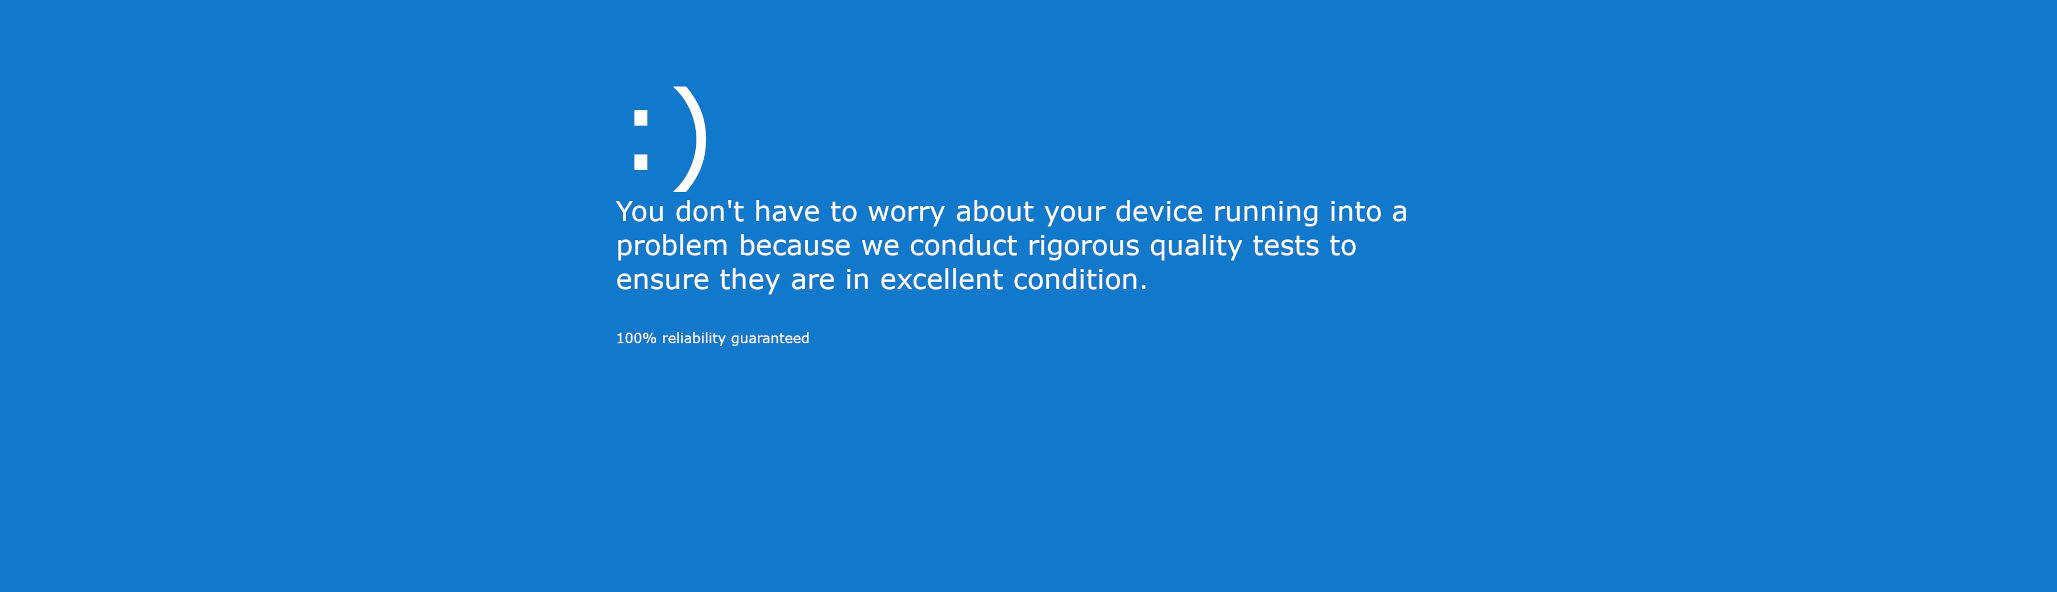 :)
You don't have to worry about your device running into a
problem because we conduct rigorous quality tests to
ensure they are in excellent condition.
100% reliability guaranteed